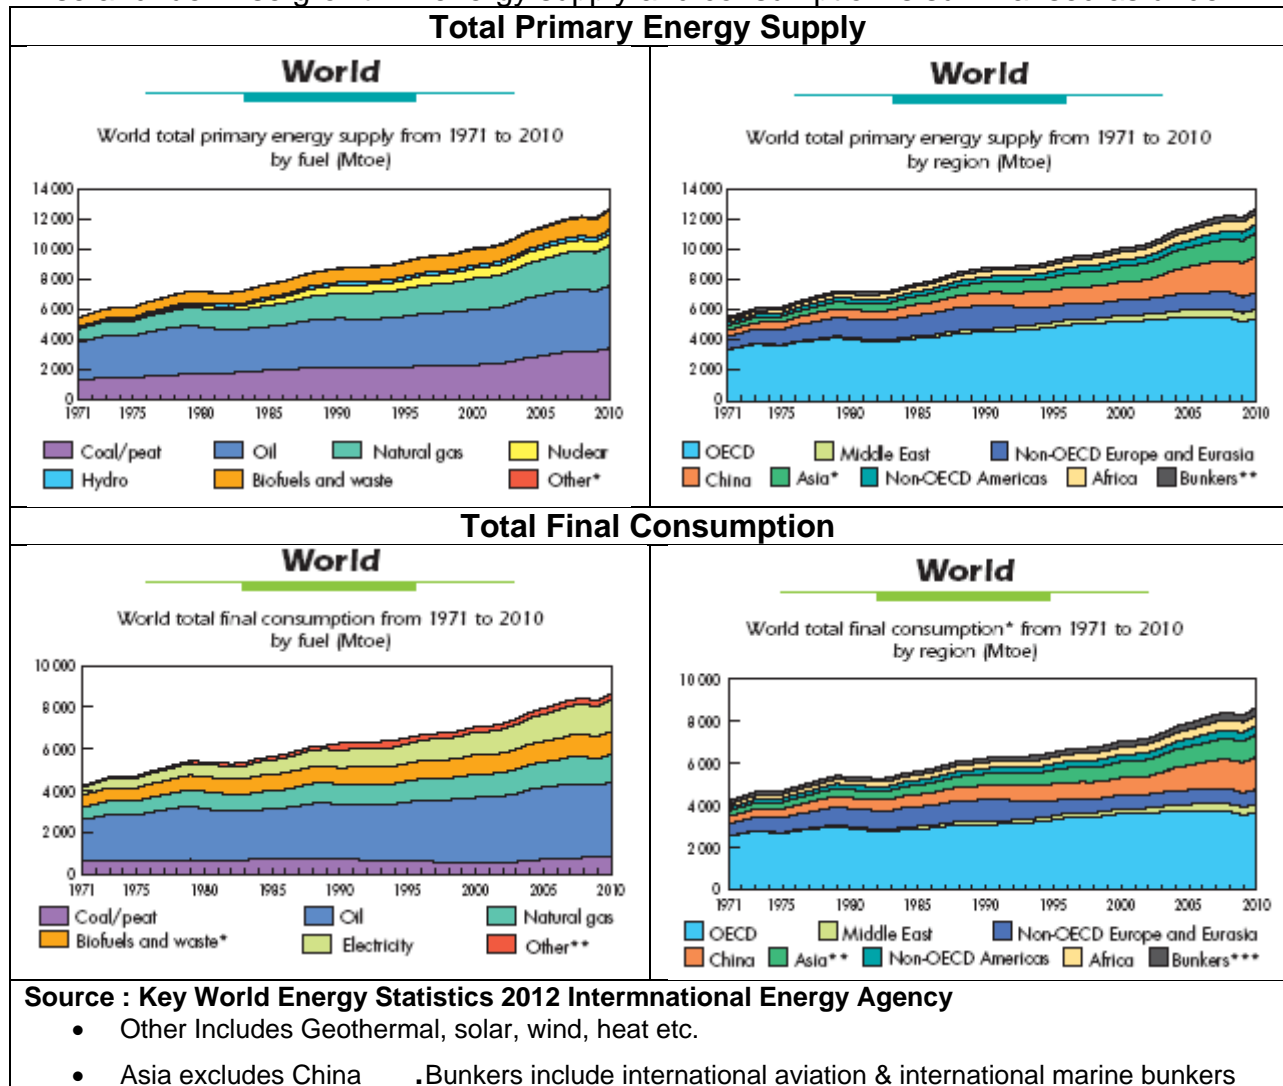 Total Primary Energy Supply
World
World total primary energy supply from 1971 to 2010
by fuel (Mtoe)
14 000
12 000
10 000
8 000
6 000
4 000
2 000
0
1971 1975 1980 1985 1990 1995 2000 2005 2010
Coal/peat Oil Natural gas Nuclear
Hydro Biofuels and waste Other*
World
World total primary energy supply from 1971 to 2010
by region (Mtoe)
14 000
12 000
10 000
8 000
6 000
4 000
2 000
0
1971 1975 1980 1985 1990 1995 2000 2005 2010
OECD Middle East Non-OECD Europe and Eurasia
China Asia* Non-OECD Americas Africa Bunkers**
Total Final Consumption
World
World total final consumption from 1971 to 2010
by fuel (Mtoe)
10 000
8 000
6 000
4 000
2 000
0
1971 1975 1980 1985 1990 1995 2000 2005 2010
Coal/peat Oil Natural gas
Biofuels and waste* Electricity Other**
World
World total final consumption* from 1971 to 2010
by region (Mtoe)
10 000
8 000
6 000
4 000
2 000
0
1971 1975 1990 1985 1990 1995 2000 2005 2010
OECD Middle East Non-OECD Europe and Eurasia
China Asia** Non-OECD Americas Africa Bunkers***
Source : Key World Energy Statistics 2012 Intermnational Energy Agency
• Other Includes Geothermal, solar, wind, heat etc.
• Asia excludes China .Bunkers include international aviation & international marine bunkers